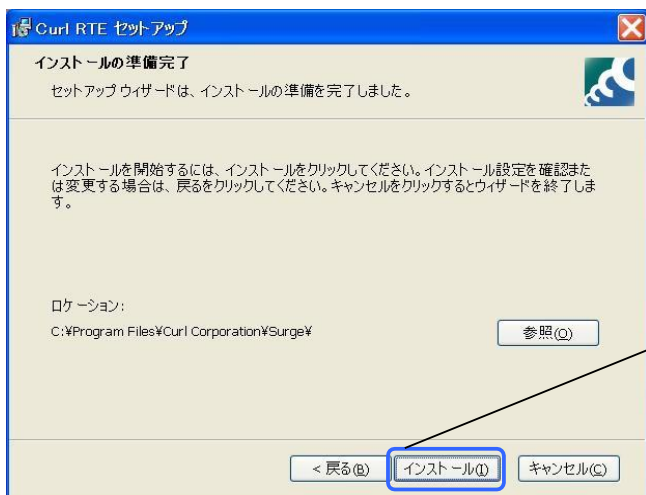 Curl RTE セットアップ
インストールの準備完了
セットアップ ウィザードは、インストールの準備を完了しました。
インストールを開始するには、インストールをクリックしてください。インストール設定を確認また
は変更する場合は、戻るをクリックしてください。キャンセルをクリックするとウィザードを終了しま
す。
ロケーション:
C:¥Program Files¥Curl Corporation¥Surge¥
参照(O)
< 戻る(B) インストール(I) キャンセル(C)